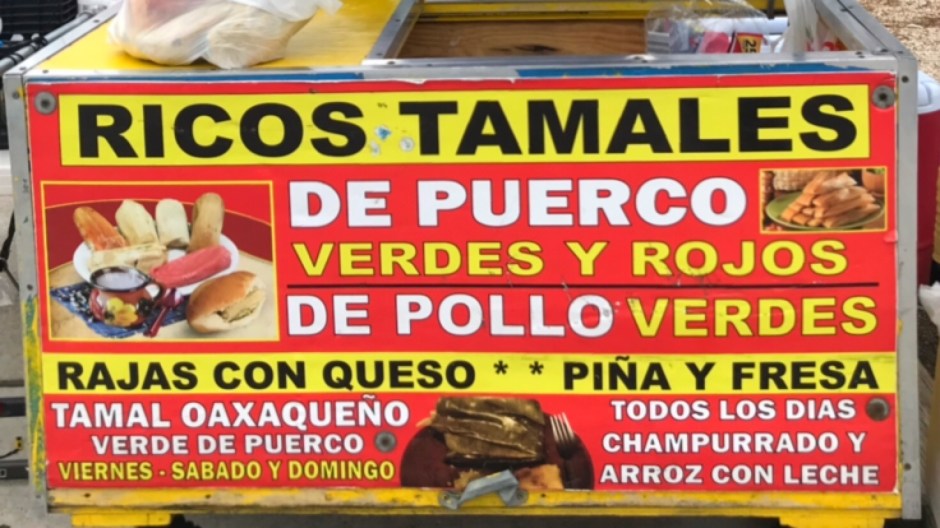 RICOS TAMALES
DE PUERCO
VERDES Y ROJOS
DE POLLO VERDES
RAJAS CON QUESO * * PIÑA Y FRESA
TAMAL OAXAQUEÑO
VERDE DE PUERCO
VIERNES - SABADO Y DOMINGO
TODOS LOS DIAS
CHAMPURRADO Y
ARROZ CON LECHE